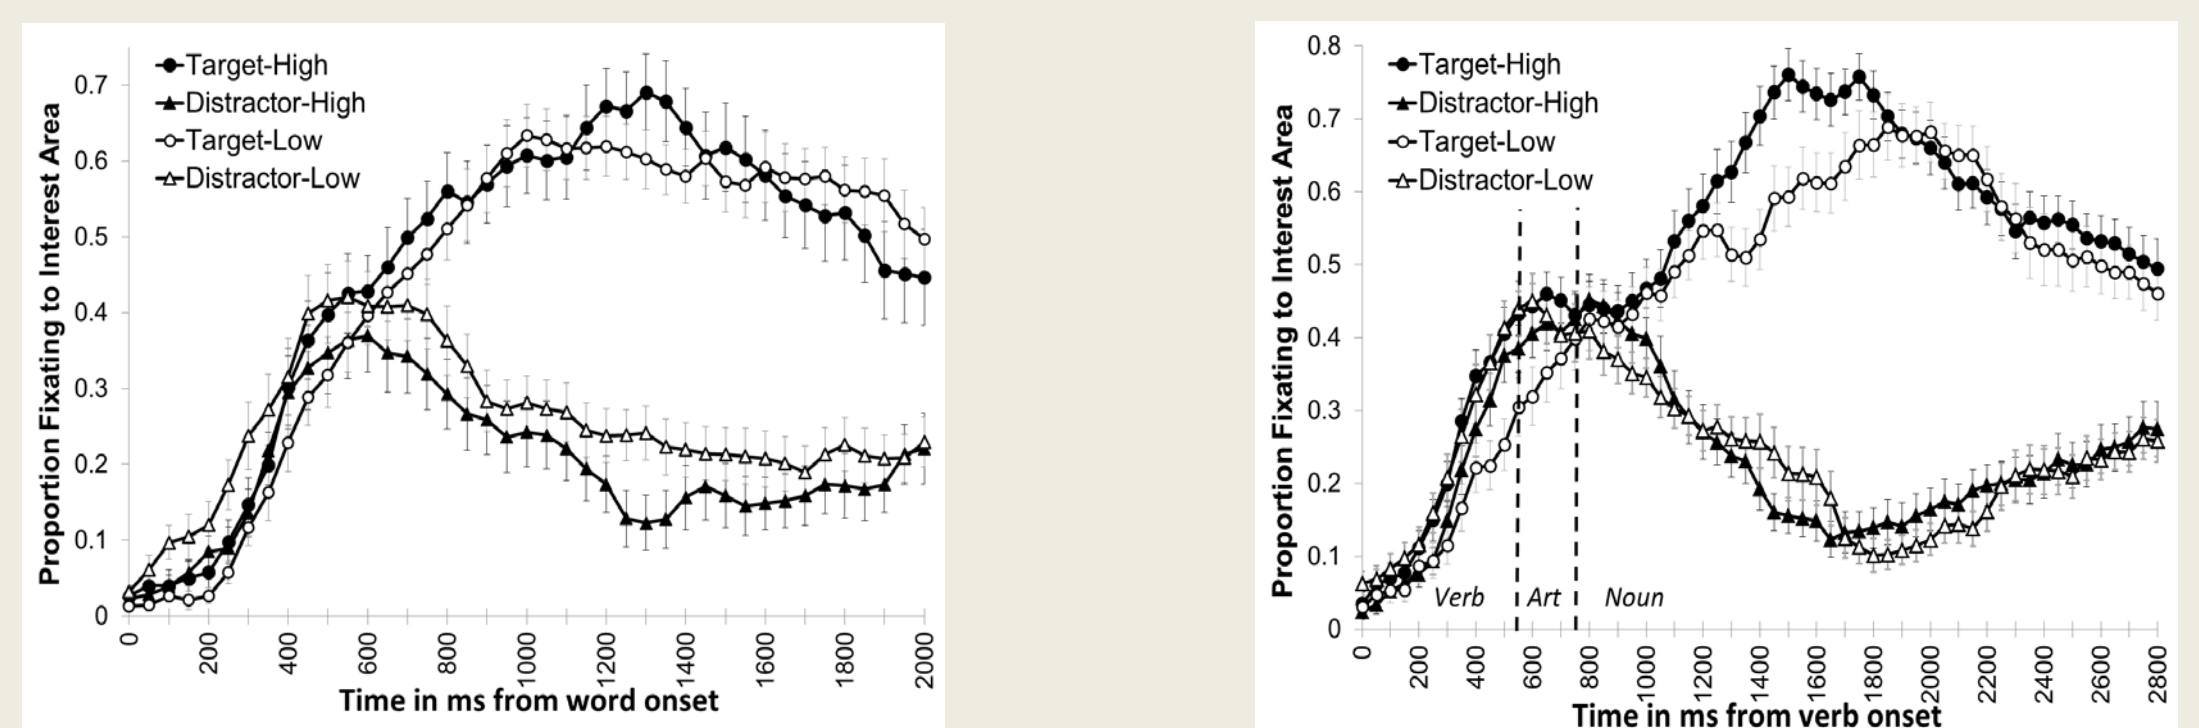 0.7
0.6
0.5
0.4
0.3
0.2
0.1
0
Proportion Fixating to Interest Area
Target-High
Distractor-High
Target-Low
Distractor-Low
0 200 400 600 800 1000 1200 1400 1600 1800 2000
Time in ms from word onset
0.8
0.7
0.6
0.5
0.4
0.3
0.2
0.1
0
Proportion Fixating to Interest Area
Target-High
Distractor-High
Target-Low
Distractor-Low
Verb Art Noun
0 200 400 600 800 1000 1200 1400 1600 1800 2000 2200 2400 2600 2800
Time in ms from verb onset